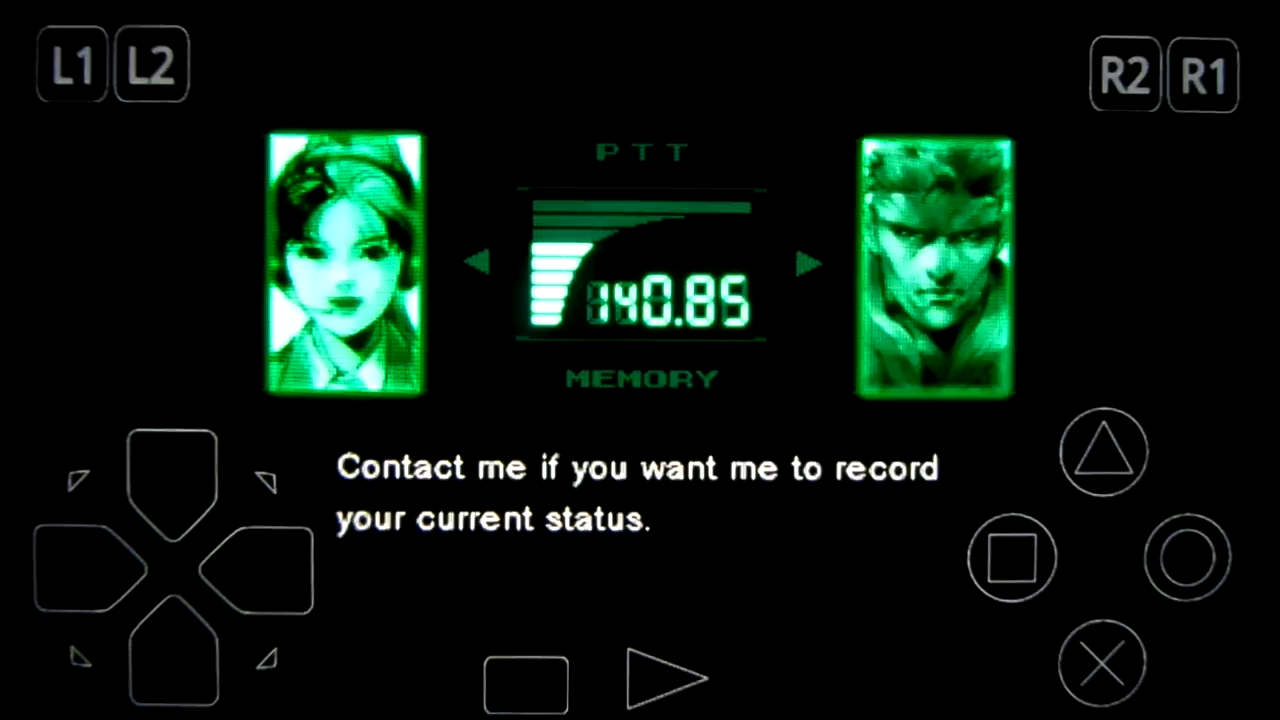 L1 L2
R2 R1
PTT
140.85
MEMORY
Contact me if you want me to record
your current status.